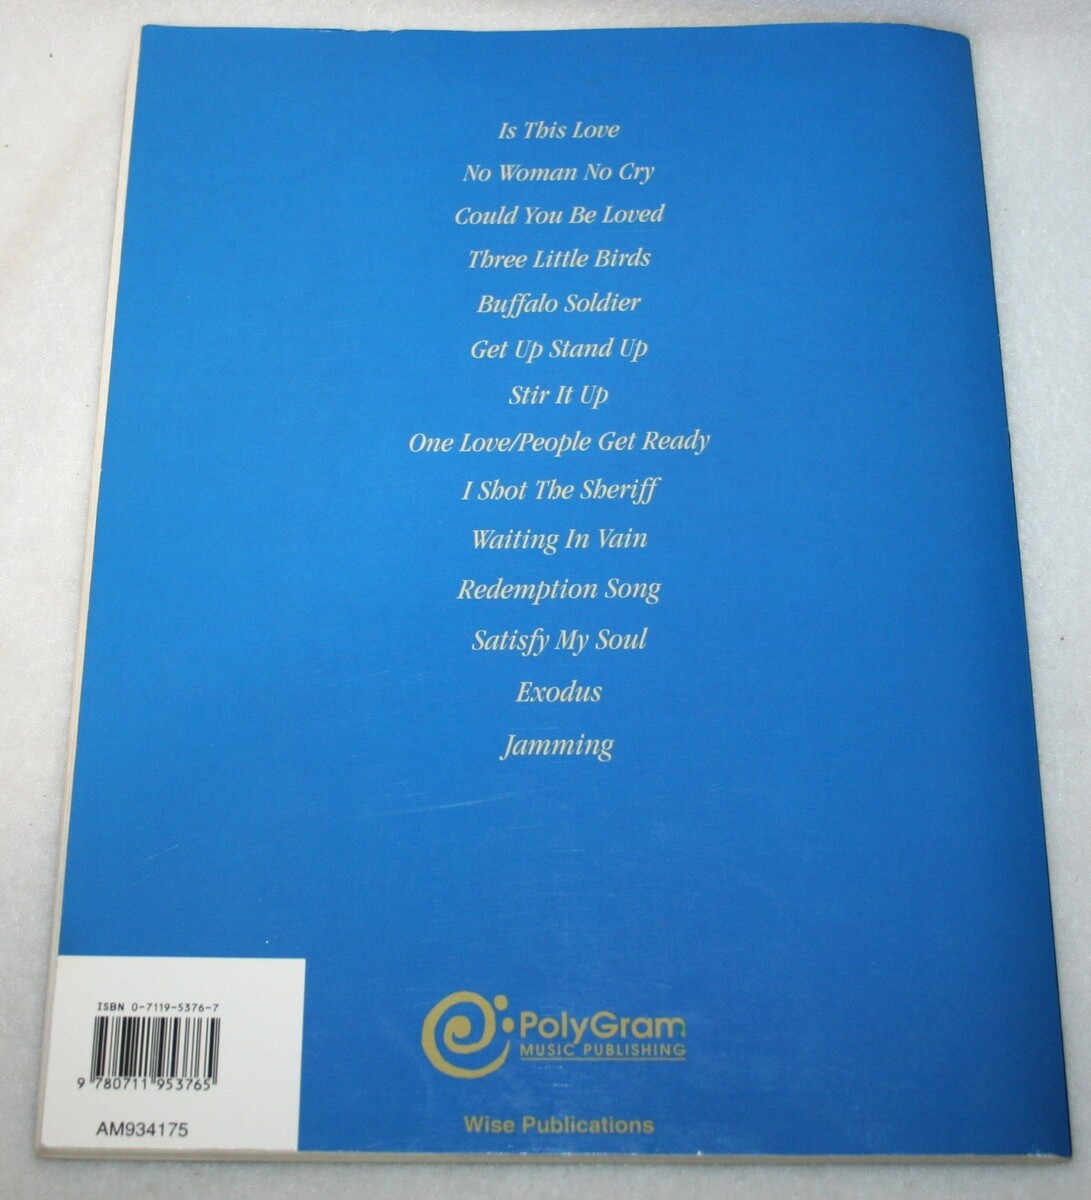 Is This Love
No Woman No Cry
Could You Be Loved
Three Little Birds
Buffalo Soldier
Get Up Stand Up
Stir It Up
One Love/People Get Ready
I Shot The Sheriff
Waiting In Vain
Redemption Song
Satisfy My Soul
Exodus
Jamming
ISBN 0-7119-5376-7
9 780711 953765
AM934175
PolyGram
MUSIC PUBLISHING
Wise Publications